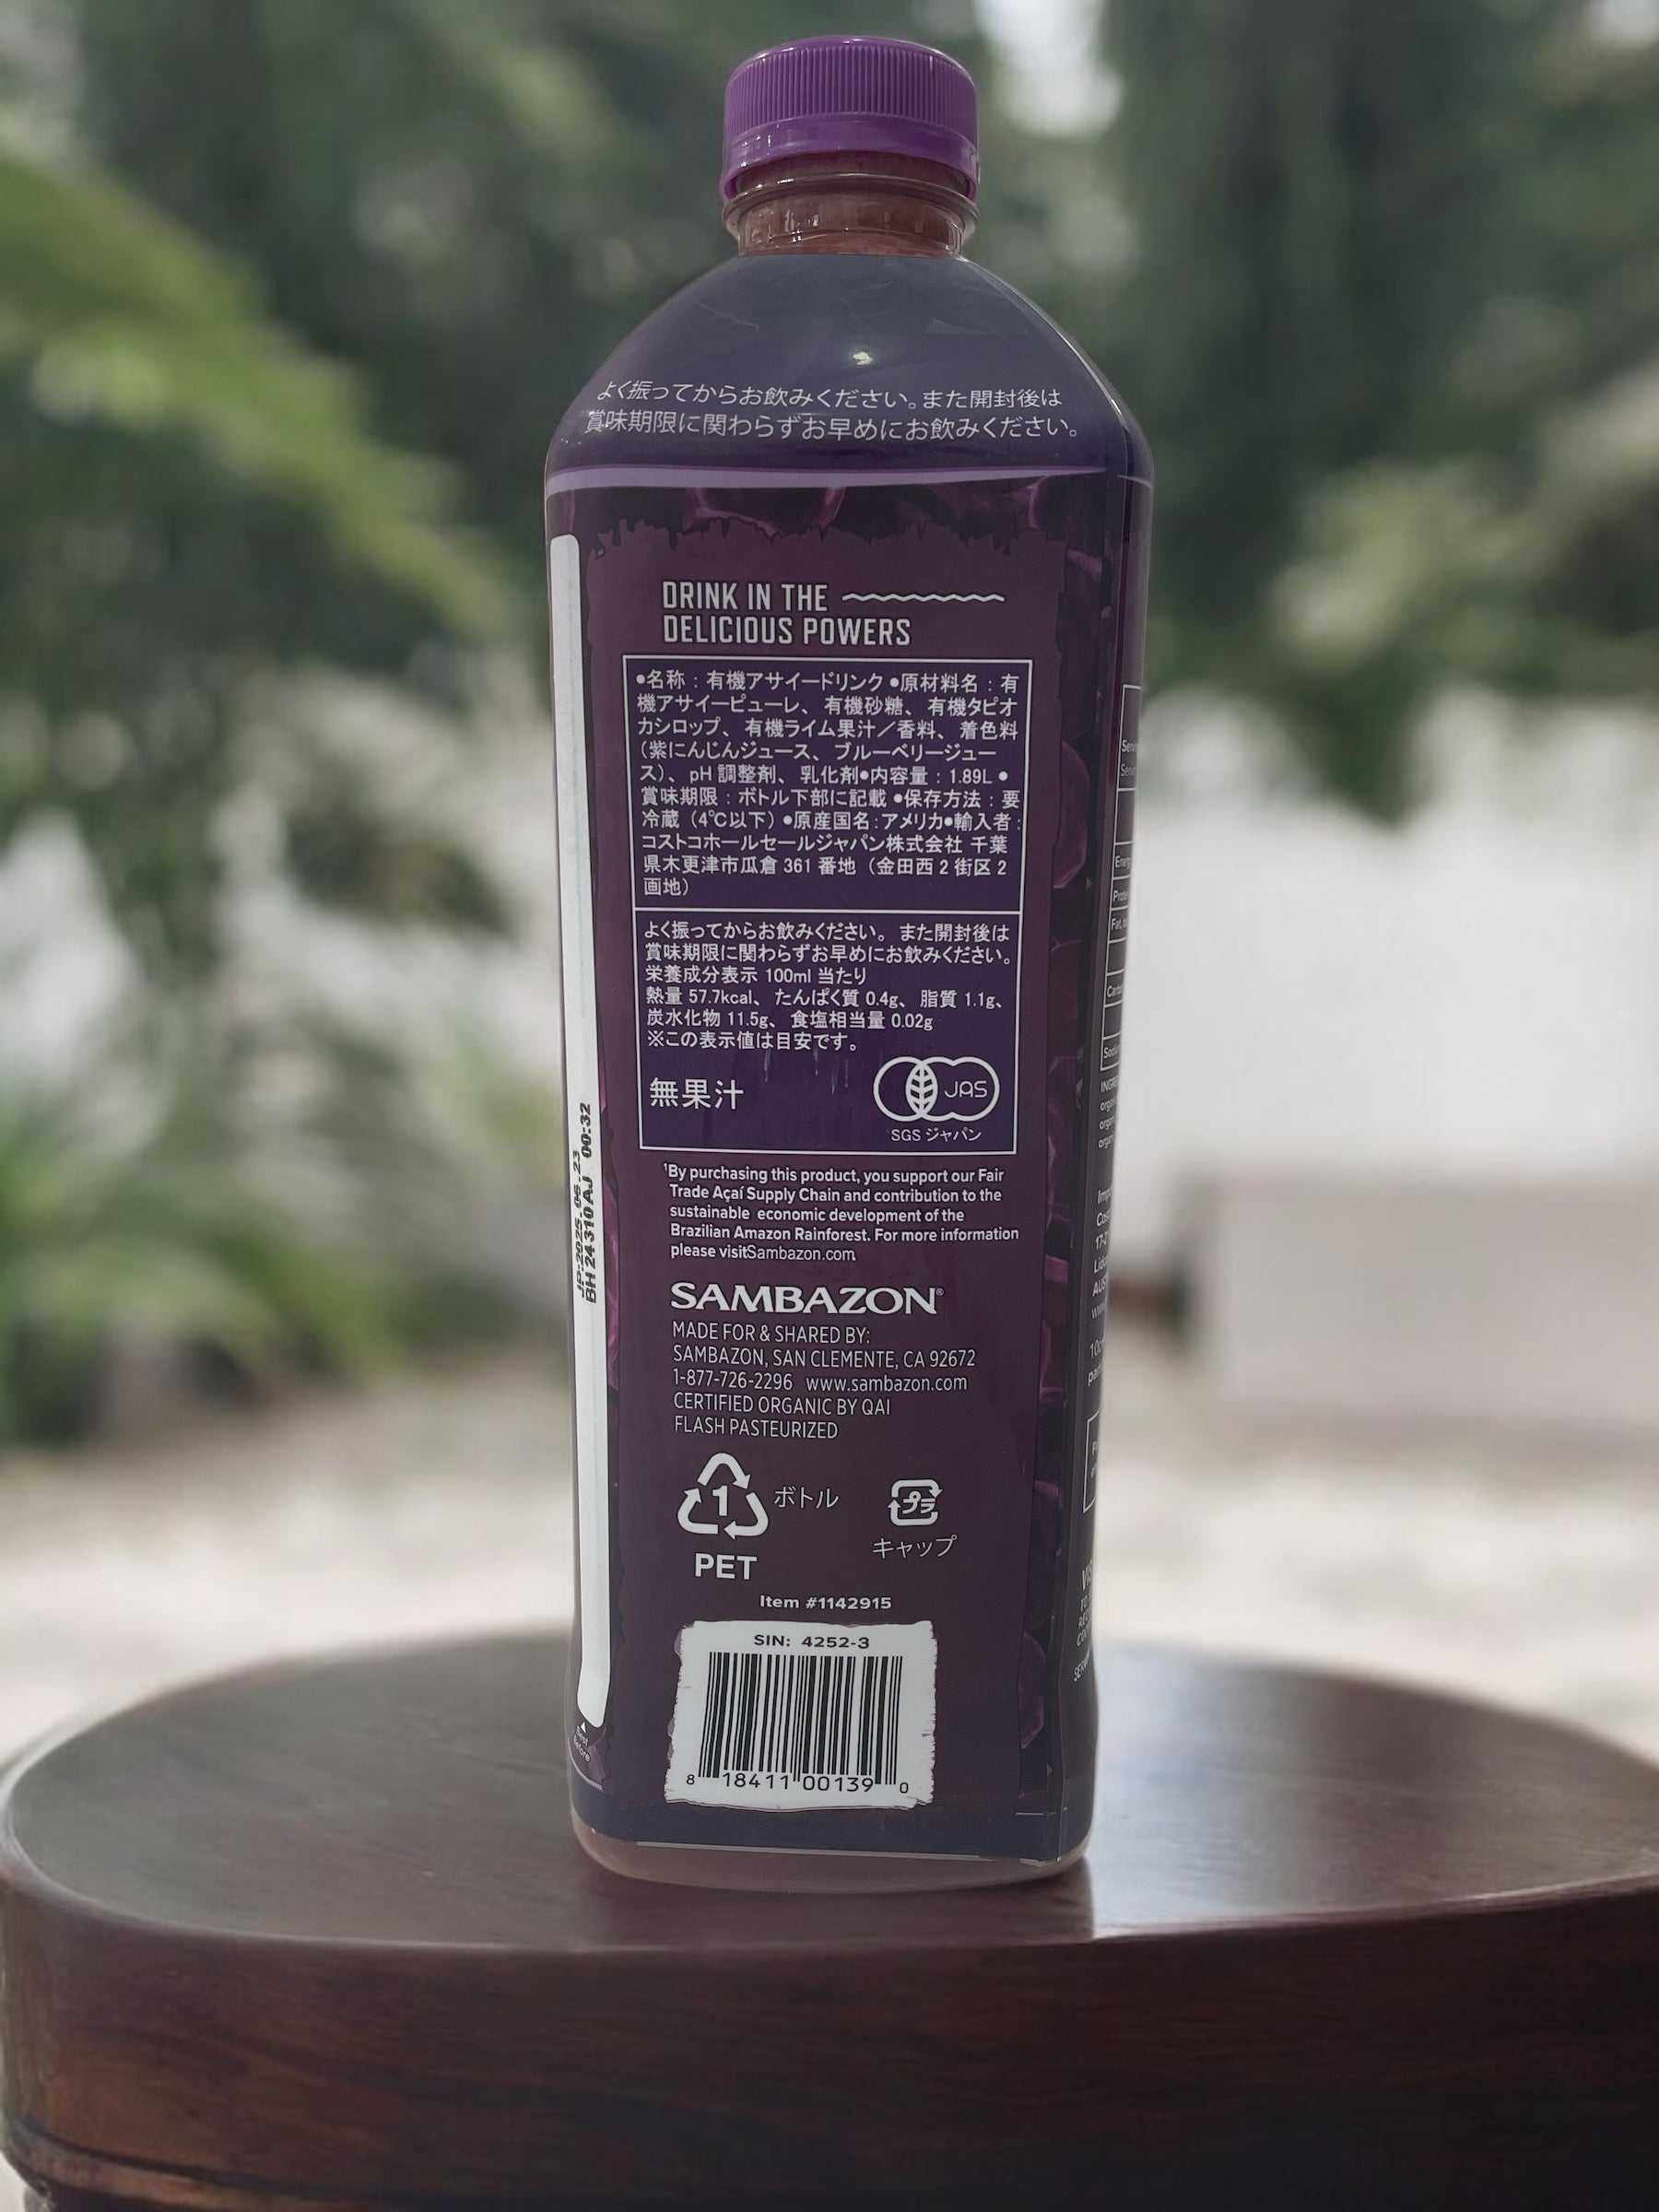 よく振ってからお飲みください。また開封後は
賞味期限に関わらずお早めにお飲みください。
DRINK IN THE
DELICIOUS POWERS
●名称：有機アサイードリンク ●原材料名：有
機アサイーピューレ、有機砂糖、有機タピオ
カシロップ、有機ライム果汁／香料、着色料
（紫にんじんジュース、ブルーベリージュー
ス）、pH 調整剤、乳化剤●内容量：1.89L ●
賞味期限：ボトル下部に記載 ●保存方法：要
冷蔵（4℃以下）●原産国名：アメリカ●輸入者：
コストコホールセールジャパン株式会社 千葉
県木更津市瓜倉 361 番地（金田西 2 街区 2
画地）
よく振ってからお飲みください。また開封後は
賞味期限に関わらずお早めにお飲みください。
栄養成分表示 100ml 当たり
熱量 57.7kcal、たんぱく質 0.4g、脂質 1.1g、
炭水化物 11.5g、食塩相当量 0.02g
※この表示値は目安です。
無果汁
JAS
SGS ジャパン
¹By purchasing this product, you support our Fair
Trade Açaí Supply Chain and contribution to the
sustainable economic development of the
Brazilian Amazon Rainforest. For more information
please visitSambazon.com
SAMBAZON®
MADE FOR & SHARED BY:
SAMBAZON, SAN CLEMENTE, CA 92672
1-877-726-2296 www.sambazon.com
CERTIFIED ORGANIC BY QAI
FLASH PASTEURIZED
1 ボトル
PET
プラ
キャップ
Item #1142915
SIN: 4252-3
8 18411 00139 0
JP:2025.06.23
BH24310AJ 00:32
Best
Before